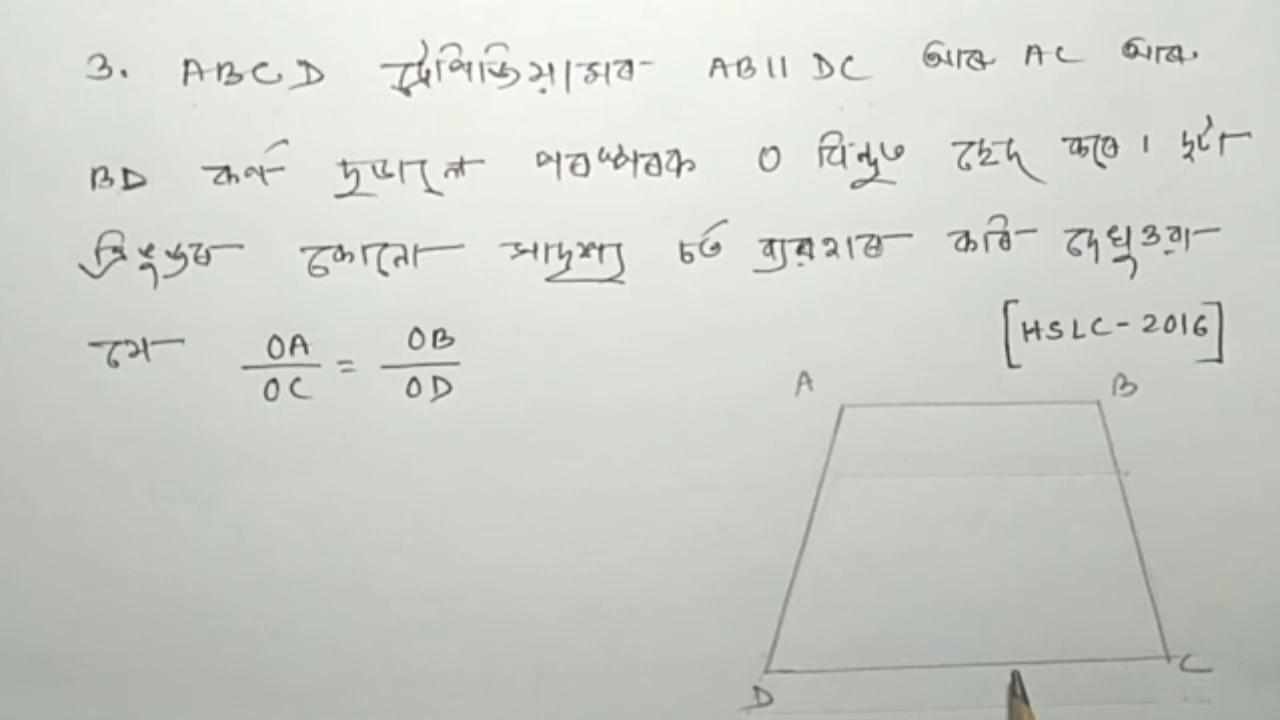 3. ABCD ট্ৰেপিজিয়ামৰ AB || DC আৰু AC আৰু
BD কৰ্ণ দুডালে পৰস্পৰক O বিন্দুত ছেদ কৰে। দুটা
ত্ৰিভুজৰ কোনো সাদৃশ্য চৰ্ত ব্যৱহাৰ কৰি দেখুওৱা
যে OA/OC = OB/OD
[HSLC - 2016]
A B
D C